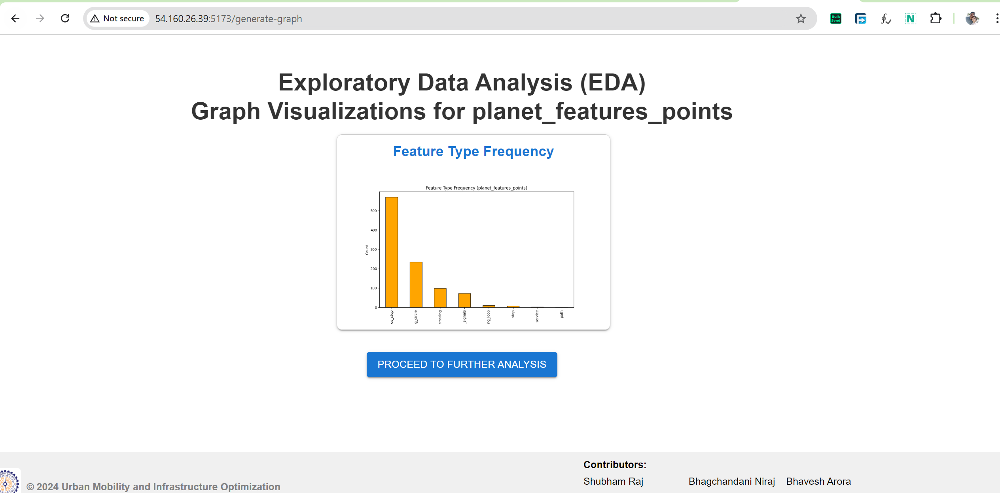 Not secure
54.160.26.39:5173/generate-graph
Bulk
Send
N
Exploratory Data Analysis (EDA)
Graph Visualizations for planet_features_points
Feature Type Frequency
Feature Type Frequency (planet_features_points)
500
400
300
200
100
0
Count
us_stop
g_circle
crossing
_signals
ng_loop
stop
service
path
PROCEED TO FURTHER ANALYSIS
© 2024 Urban Mobility and Infrastructure Optimization
Contributors:
Shubham Raj Bhagchandani Niraj Bhavesh Arora